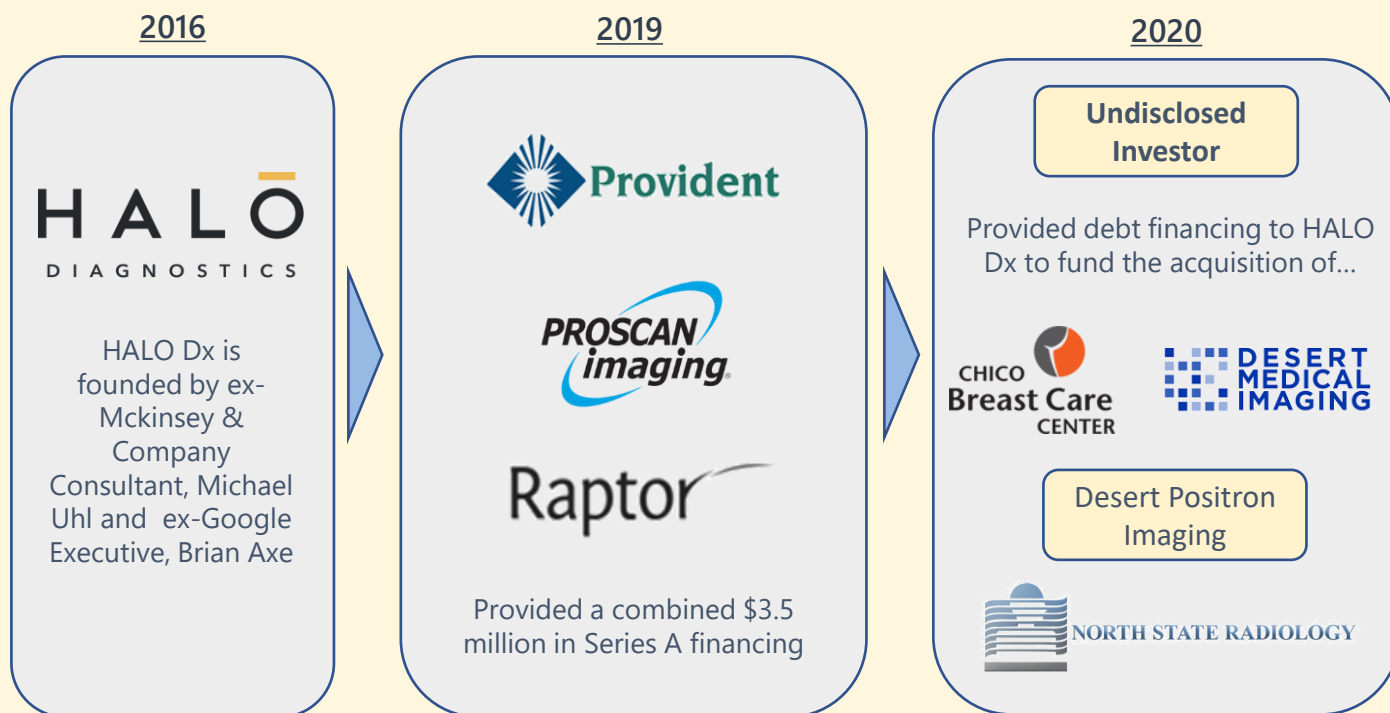 2016
HALO
DIAGNOSTICS
HALO Dx is
founded by ex-
Mckinsey &
Company
Consultant, Michael
Uhl and  ex-Google
Executive, Brian Axe
2019
Provident
PROSCAN
imaging®
Raptor
Provided a combined $3.5
million in Series A financing
2020
Undisclosed
Investor
Provided debt financing to HALO
Dx to fund the acquisition of...
CHICO
Breast Care
CENTER
DESERT
MEDICAL
IMAGING
Desert Positron
Imaging
NORTH STATE RADIOLOGY